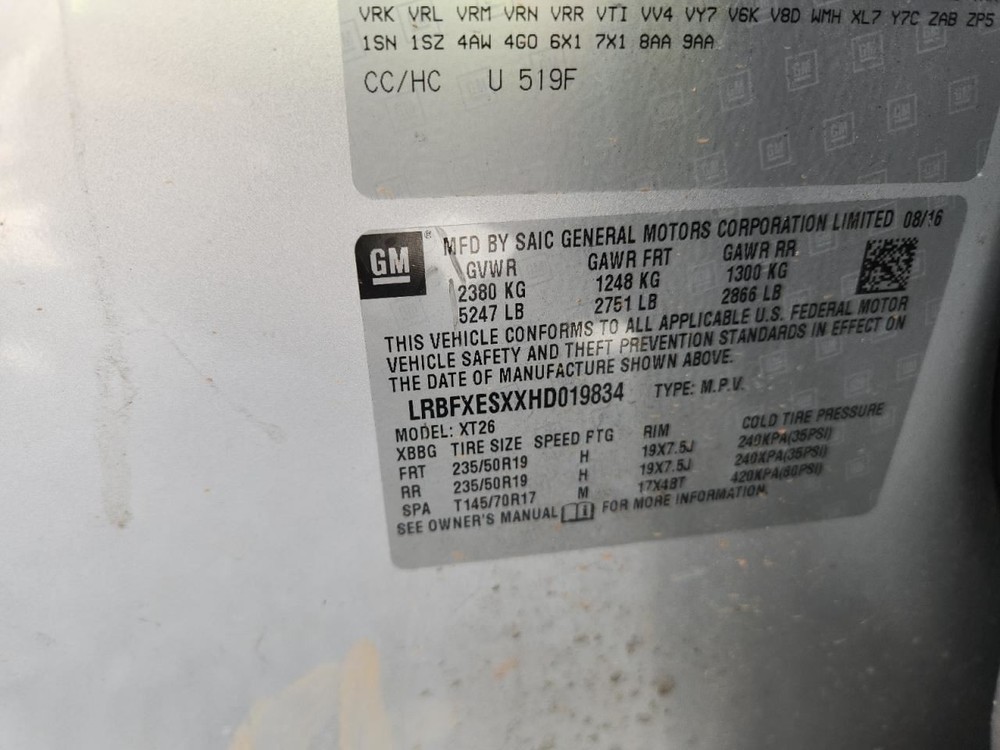 VRK VRL VRM VRN VRR VTI VV4 VY7 V6K V8D WMH XL7 Y7C ZAB ZP5
1SN 1SZ 4AW 4G0 6X1 7X1 8AA 9AA
CC/HC U 519F
GM ® MFD BY SAIC GENERAL MOTORS CORPORATION LIMITED 08/16
GVWR GAWR FRT GAWR RR
2380 KG 1248 KG 1300 KG
5247 LB 2751 LB 2866 LB
THIS VEHICLE CONFORMS TO ALL APPLICABLE U.S. FEDERAL MOTOR
VEHICLE SAFETY AND THEFT PREVENTION STANDARDS IN EFFECT ON
THE DATE OF MANUFACTURE SHOWN ABOVE.
LRBFXESXXHD019834 TYPE: M.P.V.
MODEL: XT26
XBBG TIRE SIZE SPEED FTG RIM COLD TIRE PRESSURE
FRT 235/50R19 H 19X7.5J 240KPA(35PSI)
RR 235/50R19 H 19X7.5J 240KPA(35PSI)
SPA T145/70R17 M 17X4BT 420KPA(60PSI)
SEE OWNER'S MANUAL FOR MORE INFORMATION.